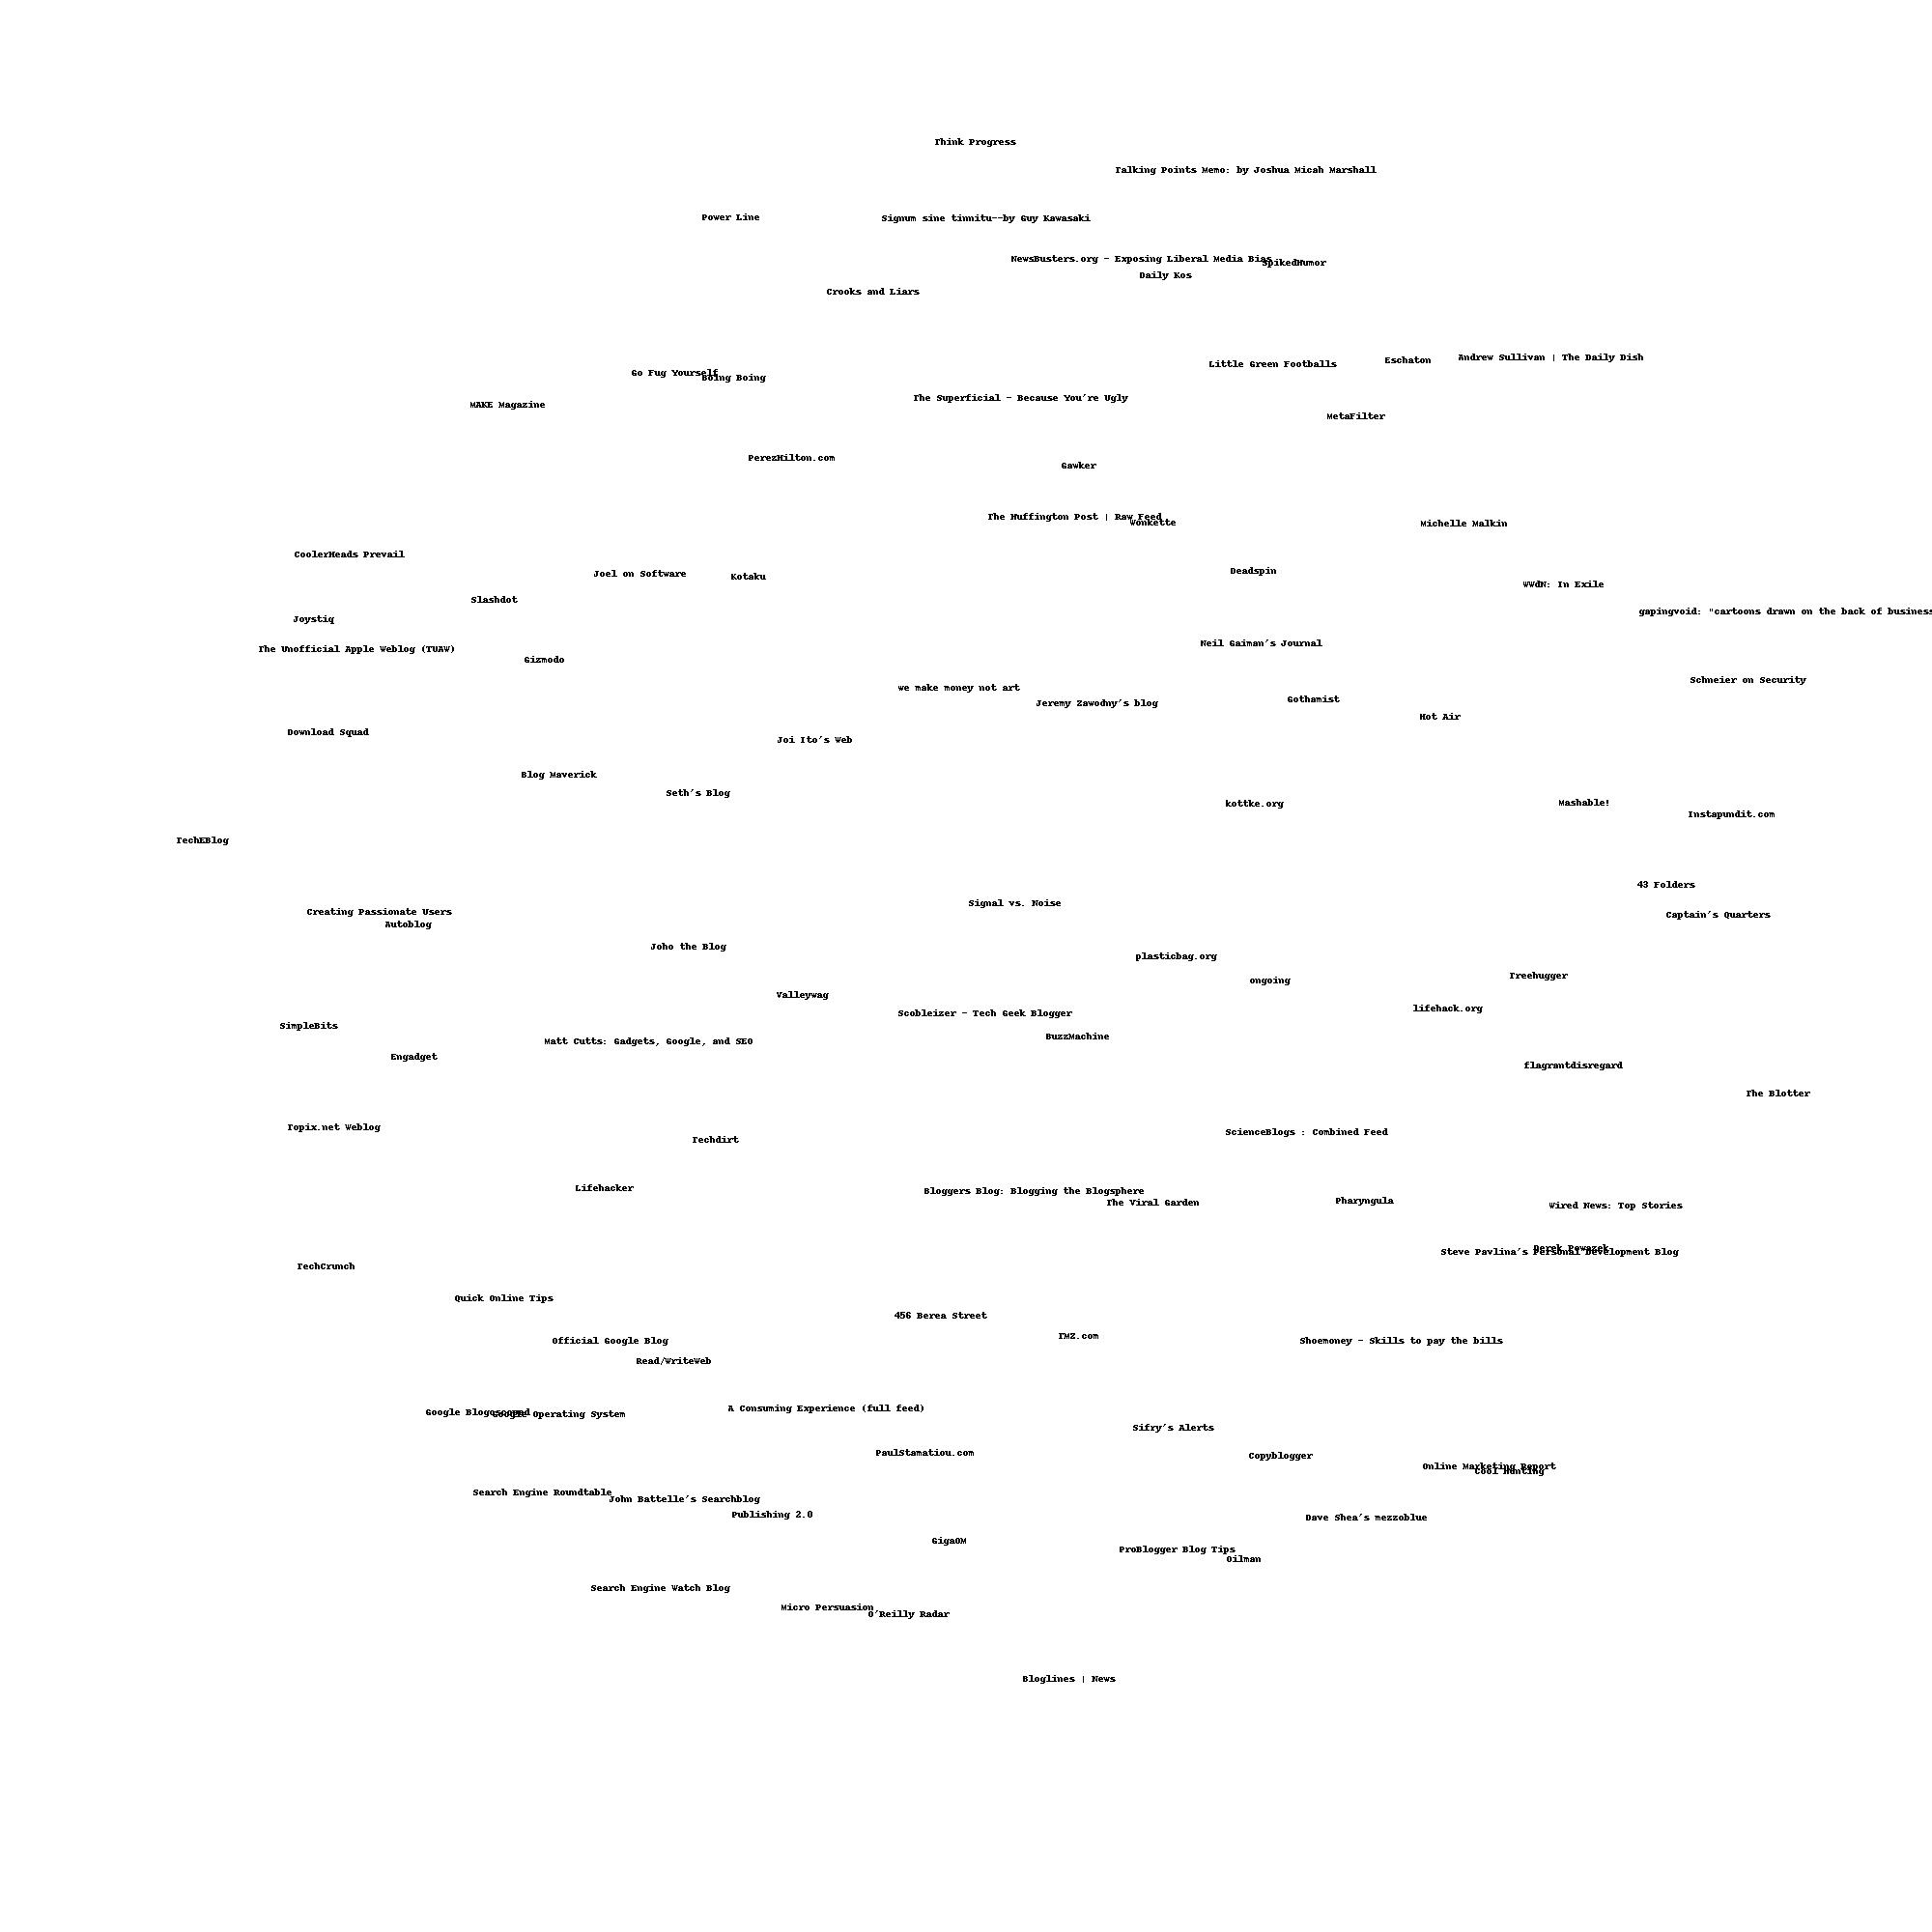 Think Progress
Talking Points Memo: by Joshua Micah Marshall
Power Line
Signum sine tinnitu--by Guy Kawasaki
NewsBusters.org - Exposing Liberal Media Bias
SpikedHumor
Daily Kos
Crooks and Liars
Andrew Sullivan | The Daily Dish
Eschaton
Little Green Footballs
Go Fug Yourself
Boing Boing
The Superficial - Because You're Ugly
MAKE Magazine
MetaFilter
PerezHilton.com
Gawker
The Huffington Post | Raw Feed
Wonkette
Michelle Malkin
CoolerHeads Prevail
Deadspin
Joel on Software
Kotaku
WWdN: In Exile
Slashdot
gapingvoid: "cartoons drawn on the back of business
Joystiq
Neil Gaiman's Journal
The Unofficial Apple Weblog (TUAW)
Gizmodo
Schneier on Security
we make money not art
Gothamist
Jeremy Zawodny's blog
Hot Air
Download Squad
Joi Ito's Web
Blog Maverick
Seth's Blog
Mashable!
kottke.org
Instapundit.com
TechEBlog
43 Folders
Signal vs. Noise
Creating Passionate Users
Captain's Quarters
Autoblog
Joho the Blog
plasticbag.org
Treehugger
ongoing
Valleywag
lifehack.org
Scobleizer - Tech Geek Blogger
SimpleBits
BuzzMachine
Matt Cutts: Gadgets, Google, and SEO
Engadget
flagrantdisregard
The Blotter
Topix.net Weblog
ScienceBlogs : Combined Feed
Techdirt
Lifehacker
Bloggers Blog: Blogging the Blogsphere
Pharyngula
The Viral Garden
Wired News: Top Stories
Derek Powazek
Steve Pavlina's Personal Development Blog
TechCrunch
Quick Online Tips
456 Berea Street
TMZ.com
Official Google Blog
Shoemoney - Skills to pay the bills
Read/WriteWeb
A Consuming Experience (full feed)
Google Blogoscoped
Google Operating System
Sifry's Alerts
PaulStamatiou.com
Copyblogger
Online Marketing Report
Cool Hunting
Search Engine Roundtable
John Battelle's Searchblog
Publishing 2.0
Dave Shea's mezzoblue
GigaOM
ProBlogger Blog Tips
Oilman
Search Engine Watch Blog
Micro Persuasion
O'Reilly Radar
Bloglines | News